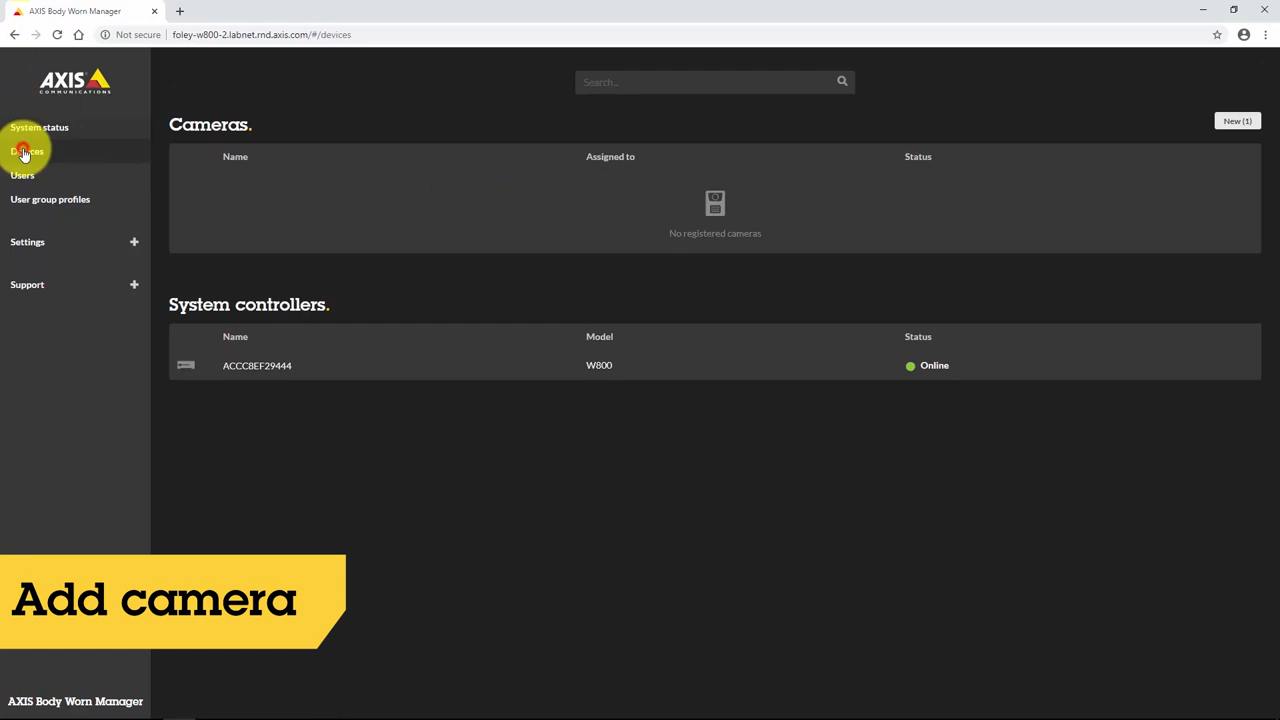 AXIS Body Worn Manager
Not secure
foley-w800-2.labnet.rnd.axis.com/#/devices
AXIS
COMMUNICATIONS
Search...
System status
Devices
Users
User group profiles
Settings
Support
Cameras.
New (1)
Name
Assigned to
Status
No registered cameras
System controllers.
Name
Model
Status
ACCC8EF29444
W800
Online
Add camera
AXIS Body Worn Manager